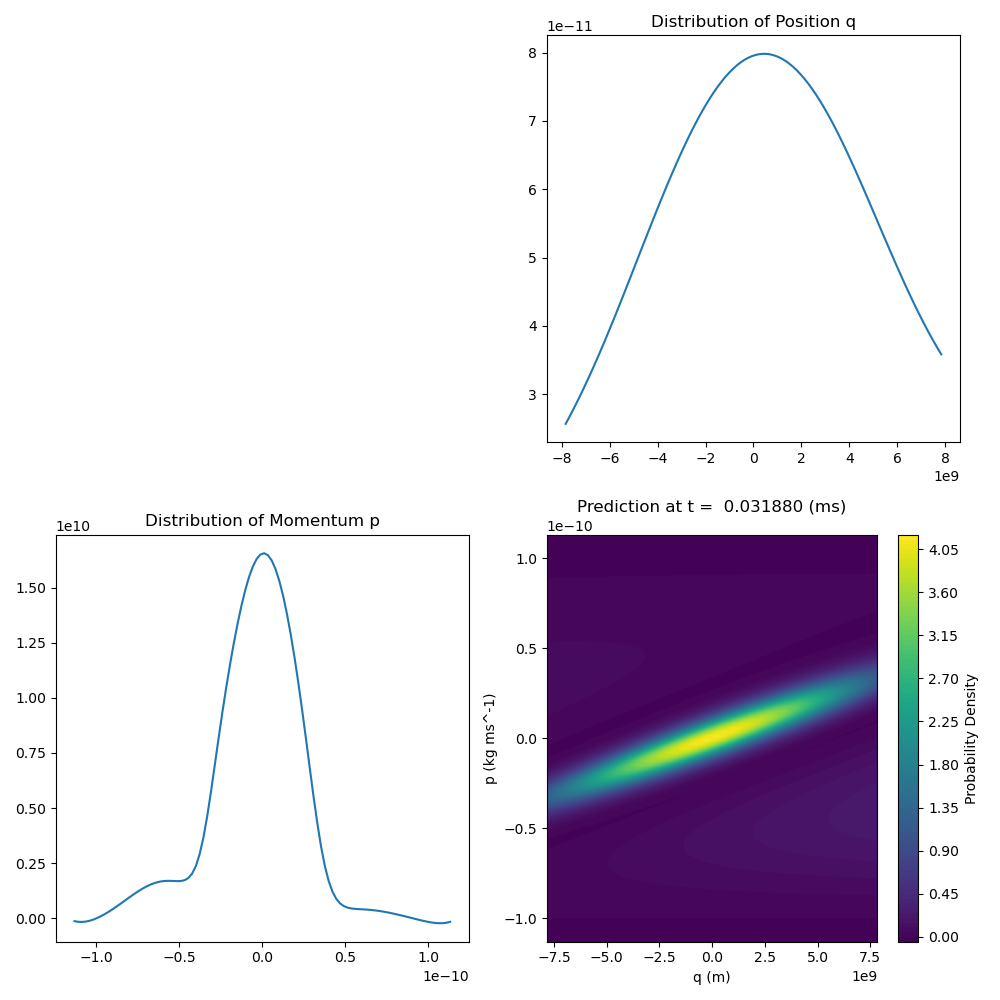 Distribution of Position q
1e−11
8
7
6
5
4
3
−8 −6 −4 −2 0 2 4 6 8
1e9
Distribution of Momentum p
1e10
1.50
1.25
1.00
0.75
0.50
0.25
0.00
−1.0 −0.5 0.0 0.5 1.0
1e−10
Prediction at t =  0.031880 (ms)
1e−10
1.0
0.5
0.0
−0.5
−1.0
p (kg ms^-1)
−7.5 −5.0 −2.5 0.0 2.5 5.0 7.5
q (m)
1e9
4.05
3.60
3.15
2.70
2.25
1.80
1.35
0.90
0.45
0.00
Probability Density